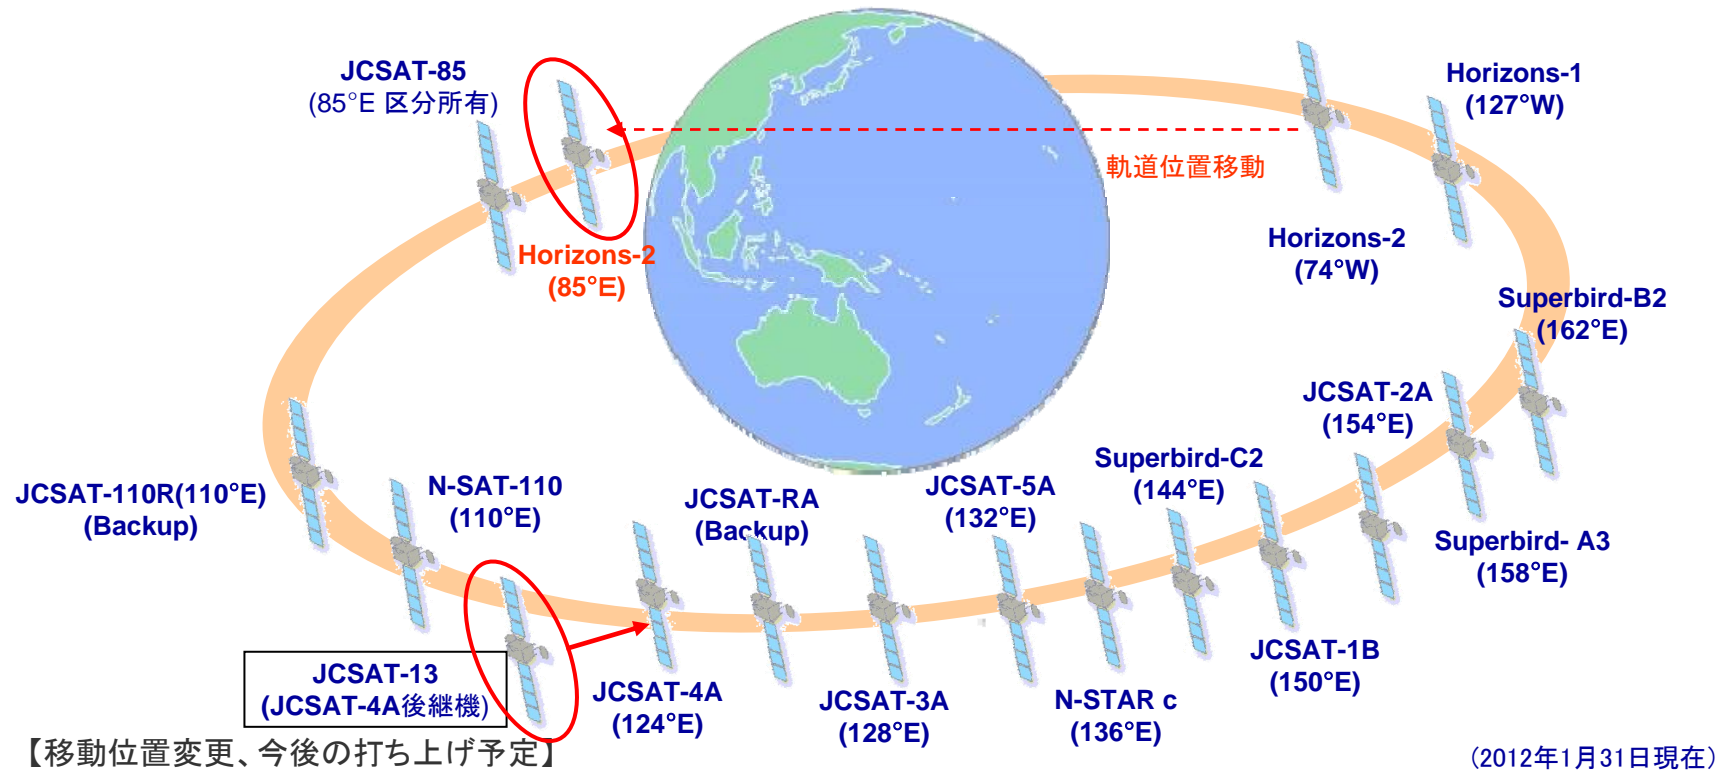 JCSAT-85
(85°E 区分所有)
Horizons-1
(127°W)
軌道位置移動
Horizons-2
(85°E)
Horizons-2
(74°W)
Superbird-B2
(162°E)
JCSAT-2A
(154°E)
Superbird-C2
(144°E)
JCSAT-5A
(132°E)
JCSAT-RA
(Backup)
N-SAT-110
(110°E)
JCSAT-110R(110°E)
(Backup)
Superbird- A3
(158°E)
JCSAT-1B
(150°E)
N-STAR c
(136°E)
JCSAT-3A
(128°E)
JCSAT-4A
(124°E)
JCSAT-13
(JCSAT-4A後継機)
【移動位置変更、今後の打ち上げ予定】
(2012年1月31日現在)